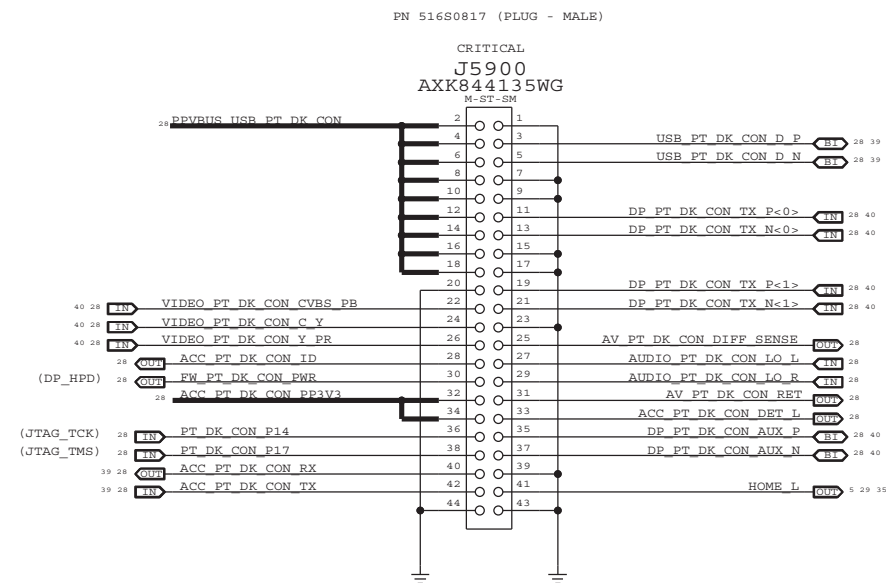 PN 516S0817 (PLUG - MALE)
CRITICAL
J5900
AXK844135WG
M-ST-SM
28 PPVBUS_USB_PT_DK_CON 2 1
4 3 USB_PT_DK_CON_D_P BI 28 39
6 5 USB_PT_DK_CON_D_N BI 28 39
8 7
10 9
12 11 DP_PT_DK_CON_TX_P<0> IN 28 40
14 13 DP_PT_DK_CON_TX_N<0> IN 28 40
16 15
18 17
20 19 DP_PT_DK_CON_TX_P<1> IN 28 40
40 28 IN VIDEO_PT_DK_CON_CVBS_PB 22 21 DP_PT_DK_CON_TX_N<1> IN 28 40
40 28 IN VIDEO_PT_DK_CON_C_Y 24 23
40 28 IN VIDEO_PT_DK_CON_Y_PR 26 25 AV_PT_DK_CON_DIFF_SENSE OUT 28
28 OUT ACC_PT_DK_CON_ID 28 27 AUDIO_PT_DK_CON_LO_L IN 28
(DP_HPD) 28 OUT FW_PT_DK_CON_PWR 30 29 AUDIO_PT_DK_CON_LO_R IN 28
28 ACC_PT_DK_CON_PP3V3 32 31 AV_PT_DK_CON_RET OUT 28
34 33 ACC_PT_DK_CON_DET_L OUT 28
(JTAG_TCK) 28 IN PT_DK_CON_P14 36 35 DP_PT_DK_CON_AUX_P BI 28 40
(JTAG_TMS) 28 IN PT_DK_CON_P17 38 37 DP_PT_DK_CON_AUX_N BI 28 40
39 28 OUT ACC_PT_DK_CON_RX 40 39
39 28 IN ACC_PT_DK_CON_TX 42 41 HOME_L OUT 5 29 35
44 43